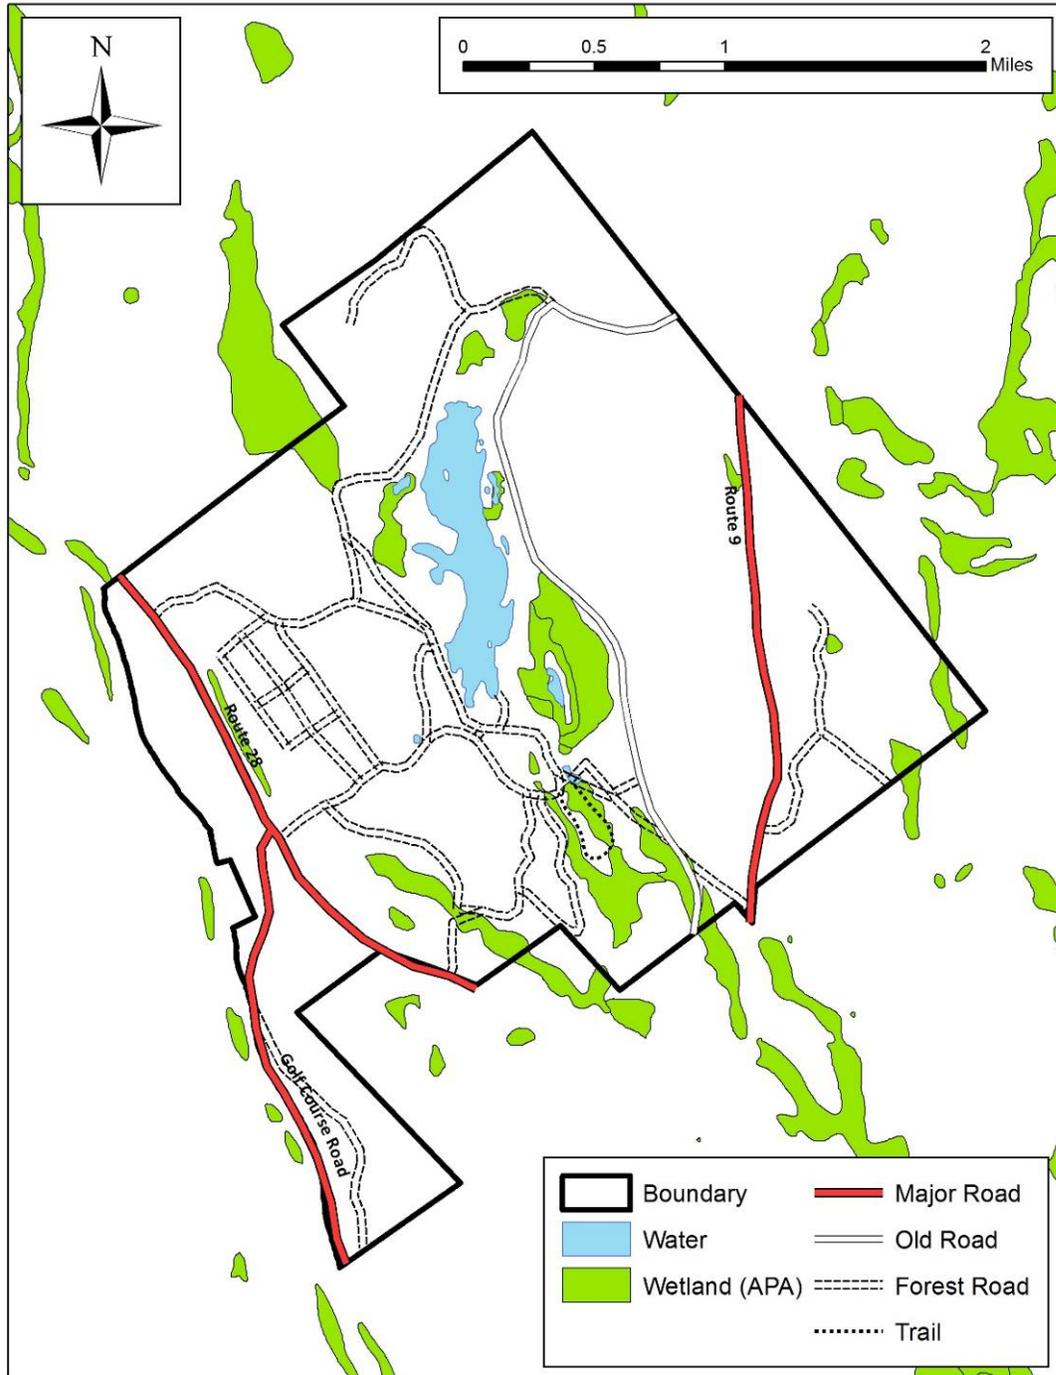 N
0 0.5 1 2
Miles
Route 9
Route 28
Golf Course Road
Boundary
Water
Wetland (APA)
Major Road
Old Road
Forest Road
Trail